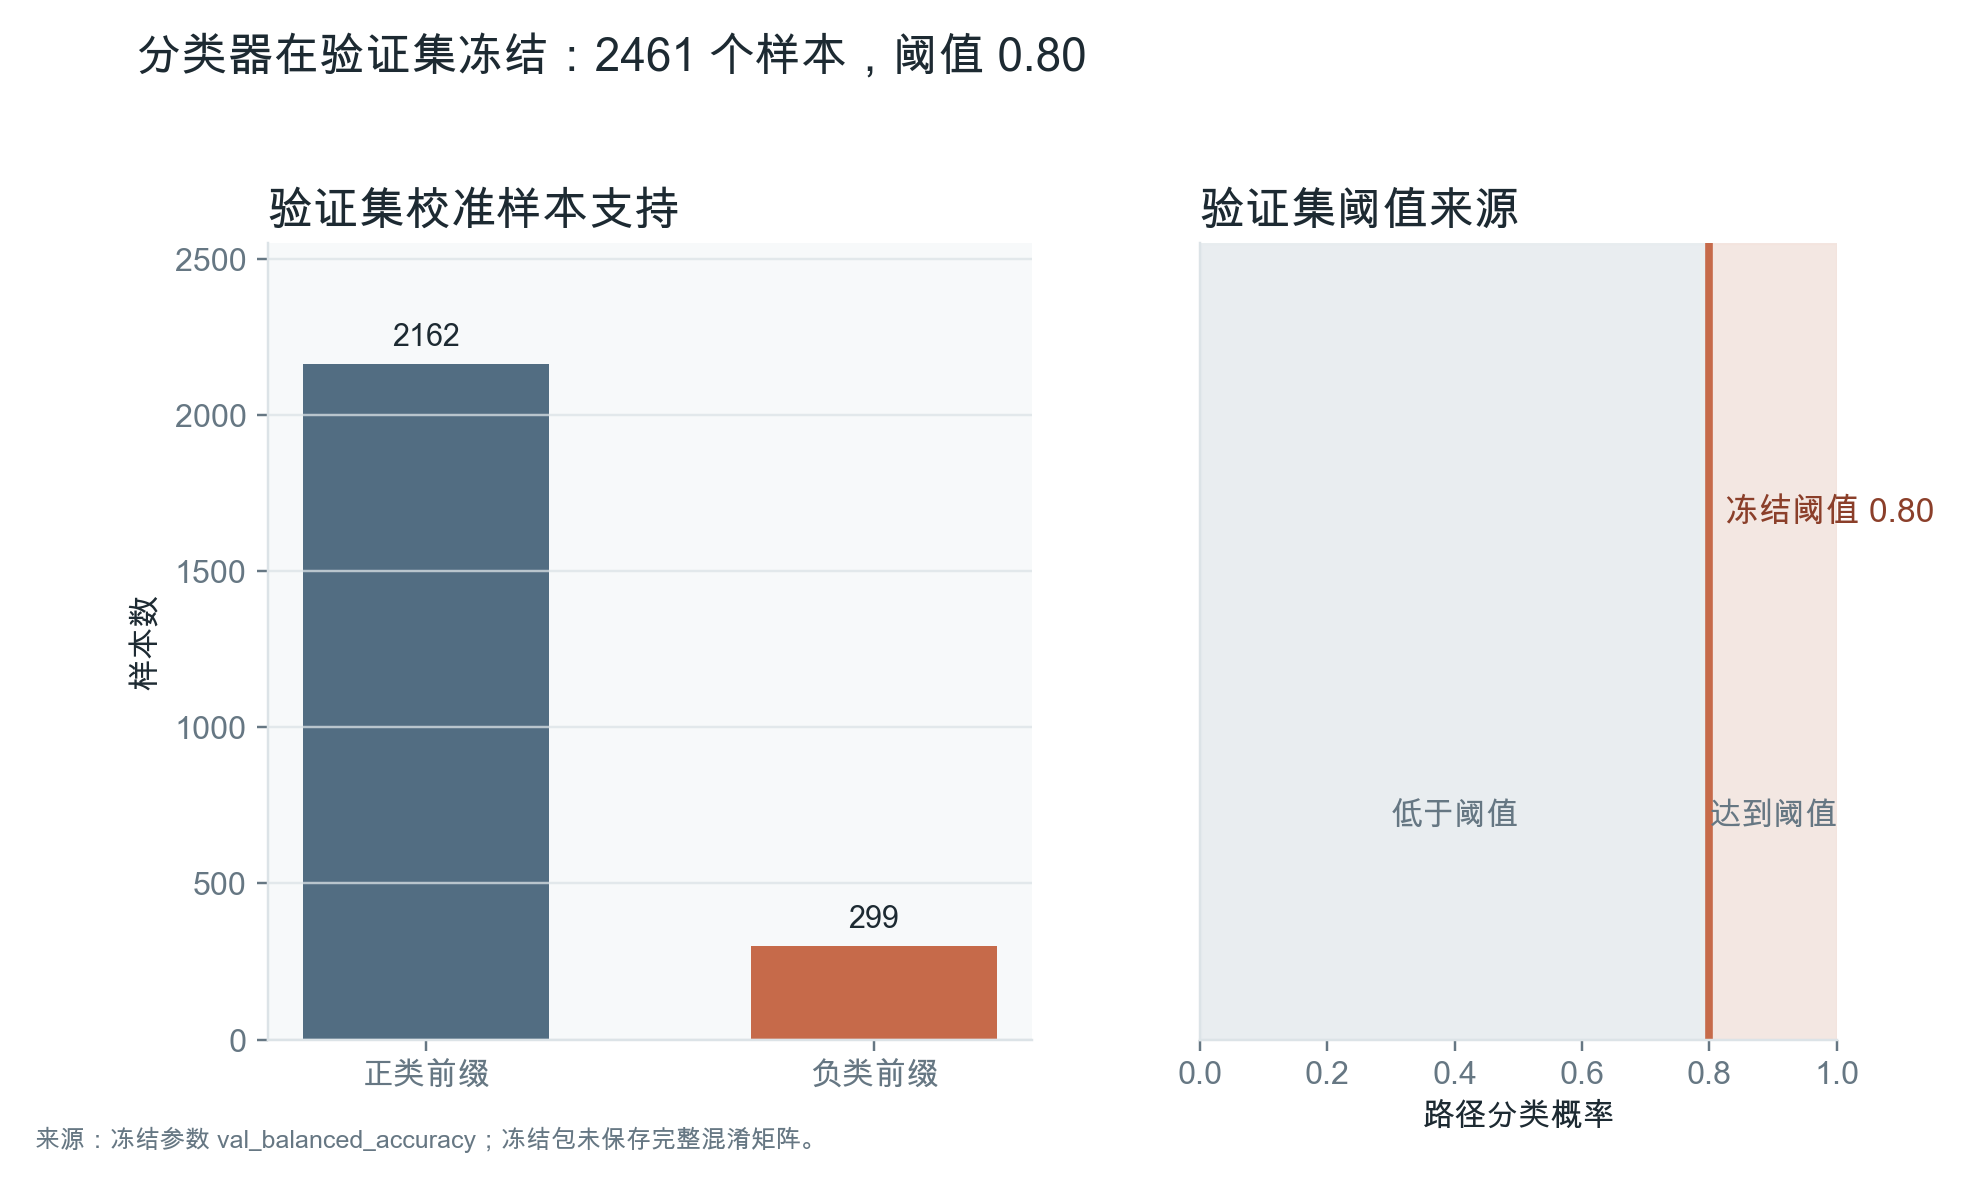 分类器在验证集冻结：2461 个样本，阈值 0.80
验证集校准样本支持
样本数
2500
2000
1500
1000
500
0
2162
299
正类前缀
负类前缀
验证集阈值来源
冻结阈值 0.80
低于阈值
达到阈值
0.0
0.2
0.4
0.6
0.8
1.0
路径分类概率
来源：冻结参数 val_balanced_accuracy；冻结包未保存完整混淆矩阵。